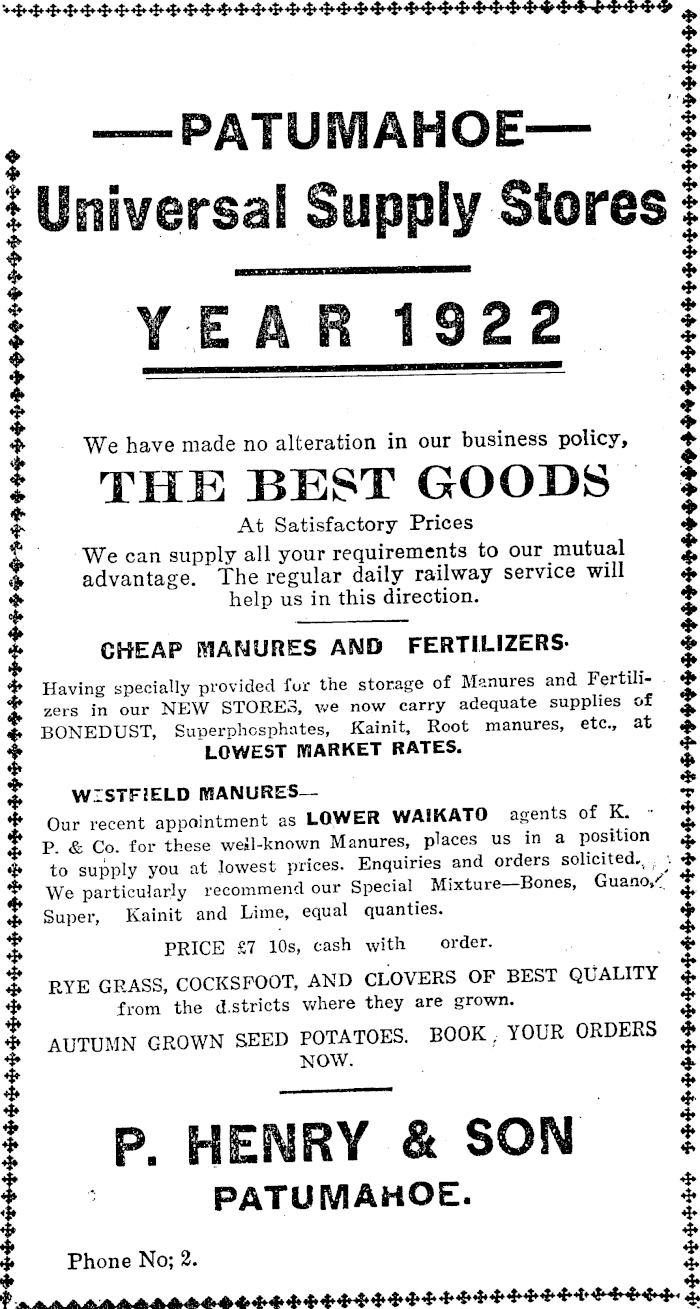 —PATUMAHOE—
Universal Supply Stores
YEAR 1922
We have made no alteration in our business policy,
THE BEST GOODS
At Satisfactory Prices
We can supply all your requirements to our mutual
advantage. The regular daily railway service will
help us in this direction.
CHEAP MANURES AND FERTILIZERS.
Having specially provided for the storage of Manures and Fertili-
zers in our NEW STORES, we now carry adequate supplies of
BONEDUST, Superphosphates, Kainit, Root manures, etc., at
LOWEST MARKET RATES.
WESTFIELD MANURES—
Our recent appointment as LOWER WAIKATO agents of K.
P. & Co. for these well-known Manures, places us in a position
to supply you at lowest prices. Enquiries and orders solicited.
We particularly recommend our Special Mixture—Bones, Guano,
Super, Kainit and Lime, equal quanties.
PRICE £7 10s, cash with order.
RYE GRASS, COCKSFOOT, AND CLOVERS OF BEST QUALITY
from the districts where they are grown.
AUTUMN GROWN SEED POTATOES. BOOK YOUR ORDERS
NOW.
P. HENRY & SON
PATUMAHOE.
Phone No; 2.